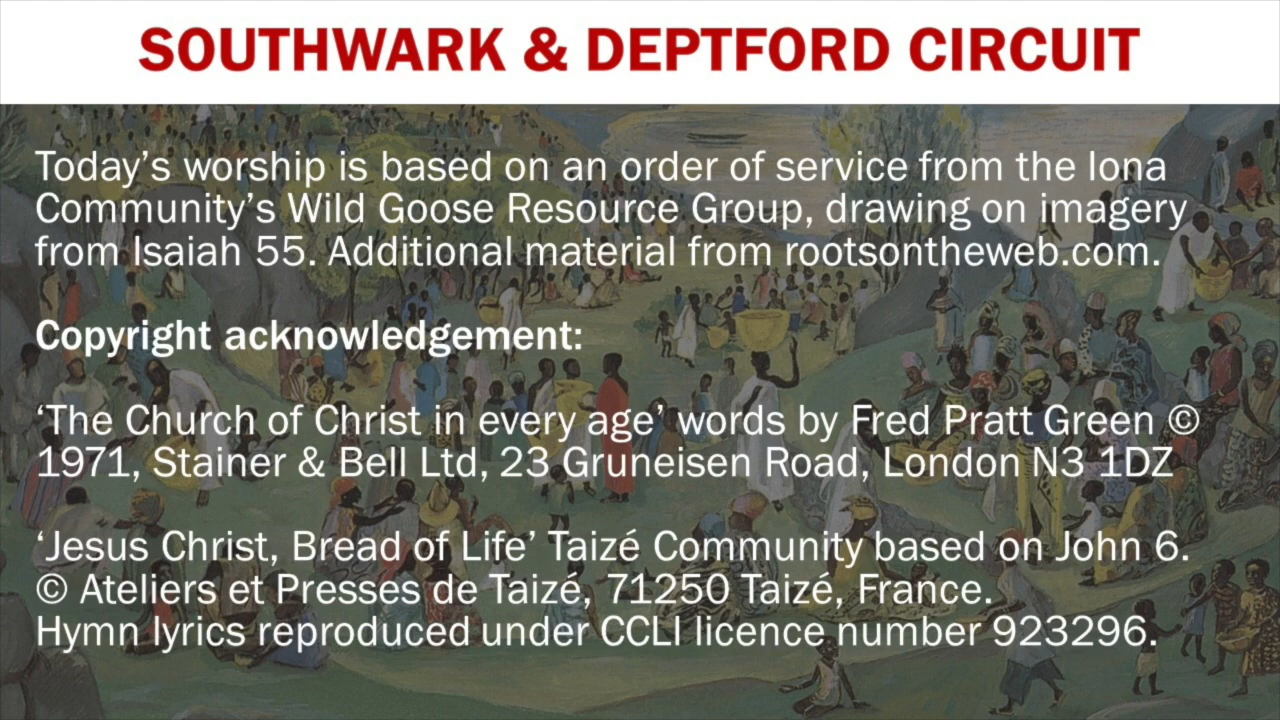 SOUTHWARK & DEPTFORD CIRCUIT
Today’s worship is based on an order of service from the Iona
Community’s Wild Goose Resource Group, drawing on imagery
from Isaiah 55. Additional material from rootsontheweb.com.
Copyright acknowledgement:
‘The Church of Christ in every age’ words by Fred Pratt Green ©
1971, Stainer & Bell Ltd, 23 Gruneisen Road, London N3 1DZ
‘Jesus Christ, Bread of Life’ Taizé Community based on John 6.
© Ateliers et Presses de Taizé, 71250 Taizé, France.
Hymn lyrics reproduced under CCLI licence number 923296.